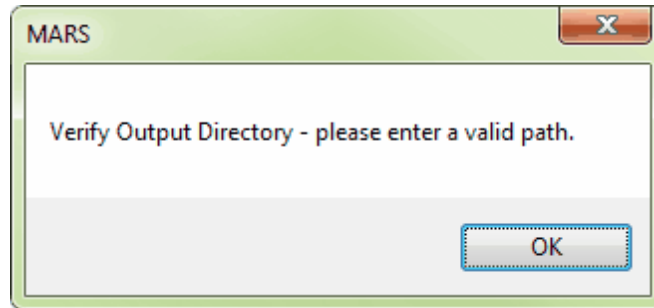 MARS
Verify Output Directory - please enter a valid path.
OK